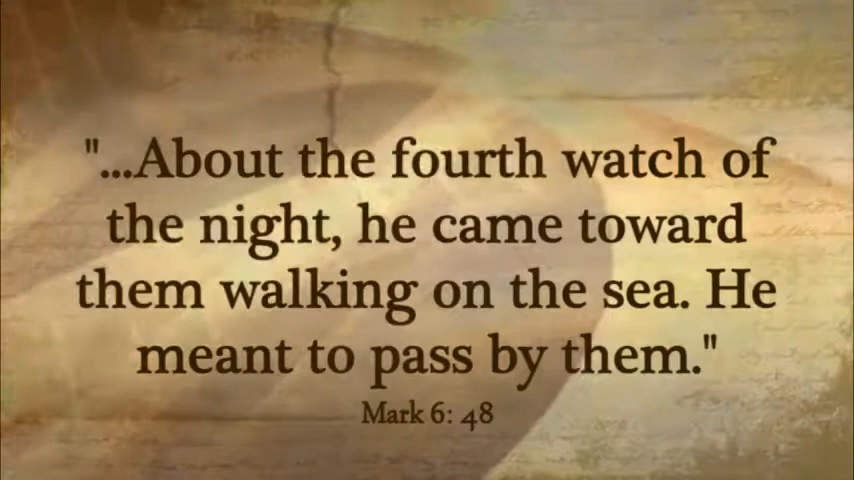 "...About the fourth watch of
the night, he came toward
them walking on the sea. He
meant to pass by them."
Mark 6: 48